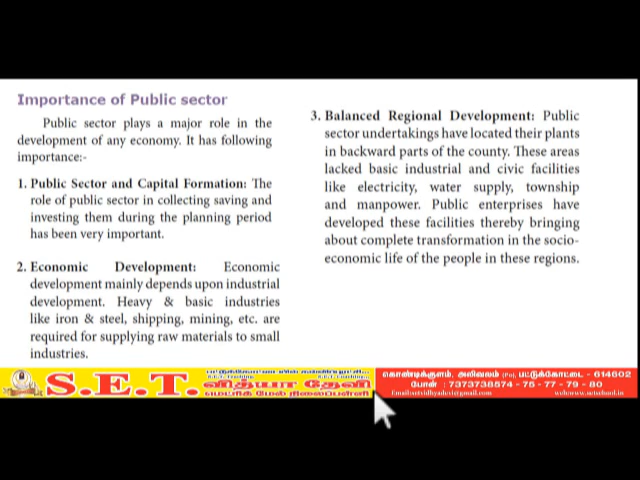 Importance of Public sector
Public sector plays a major role in the
development of any economy. It has following
importance:-
1. Public Sector and Capital Formation: The
role of public sector in collecting saving and
investing them during the planning period
has been very important.
2. Economic Development: Economic
development mainly depends upon industrial
development. Heavy & basic industries
like iron & steel, shipping, mining, etc. are
required for supplying raw materials to small
industries.
3. Balanced Regional Development: Public
sector undertakings have located their plants
in backward parts of the county. These areas
lacked basic industrial and civic facilities
like electricity, water supply, township
and manpower. Public enterprises have
developed these facilities thereby bringing
about complete transformation in the socio-
economic life of the people in these regions.
S.E.T.
வித்யா தேவி
மெட்ரிக் மேல் நிலைப்பள்ளி
கொண்டிக்குளம், அலிவலம் (Po), பட்டுக்கோட்டை - 614602
போன் : 7373738874 - 75 - 77 - 79 - 80